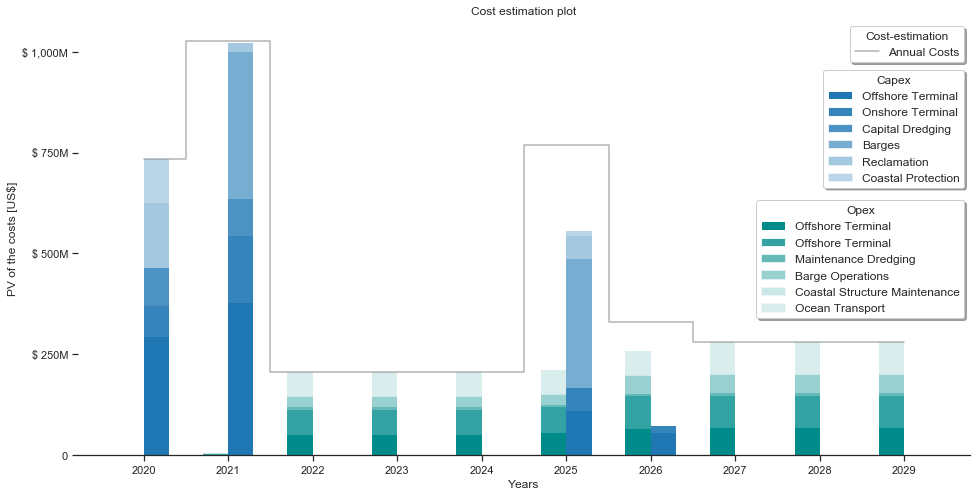 Cost estimation plot
Cost-estimation
Annual Costs
Capex
Offshore Terminal
Onshore Terminal
Capital Dredging
Barges
Reclamation
Coastal Protection
Opex
Offshore Terminal
Offshore Terminal
Maintenance Dredging
Barge Operations
Coastal Structure Maintenance
Ocean Transport
PV of the costs [US$]
$ 1,000M
$ 750M
$ 500M
$ 250M
0
2020 2021 2022 2023 2024 2025 2026 2027 2028 2029
Years